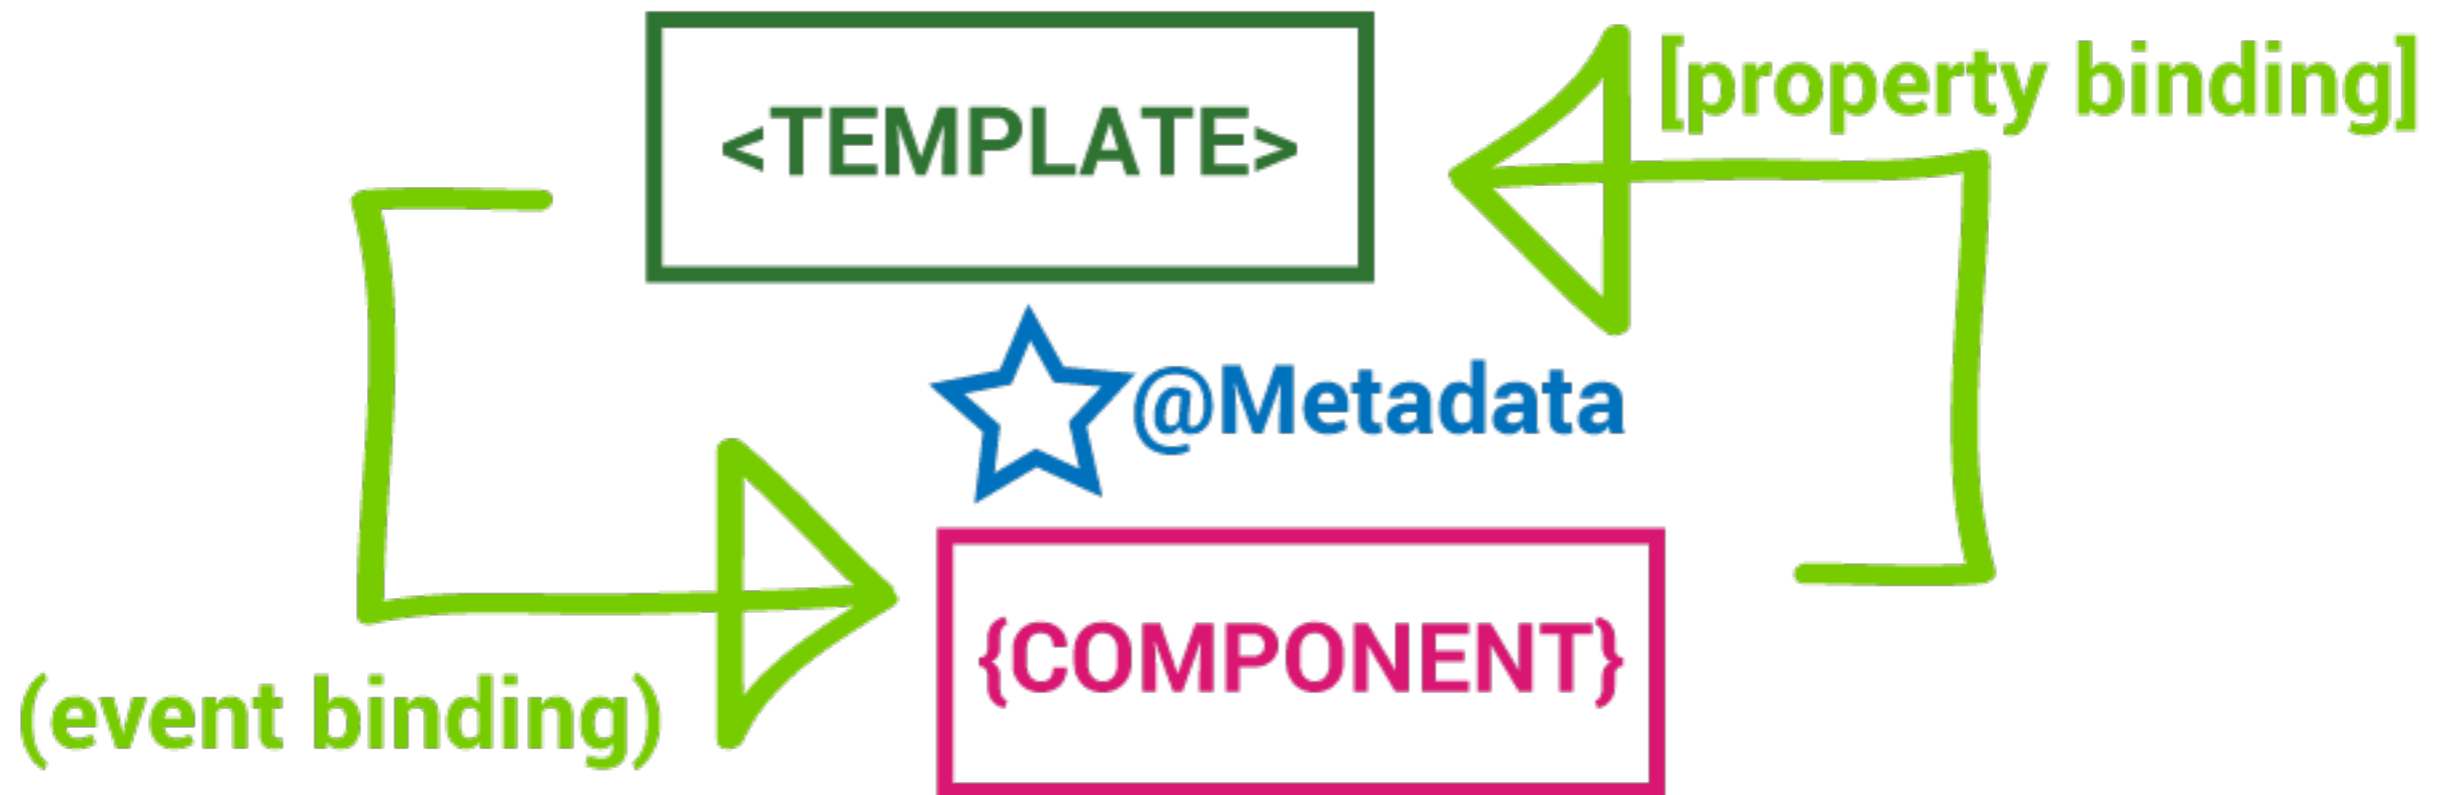 <TEMPLATE>
[property binding]
@Metadata
{COMPONENT}
(event binding)